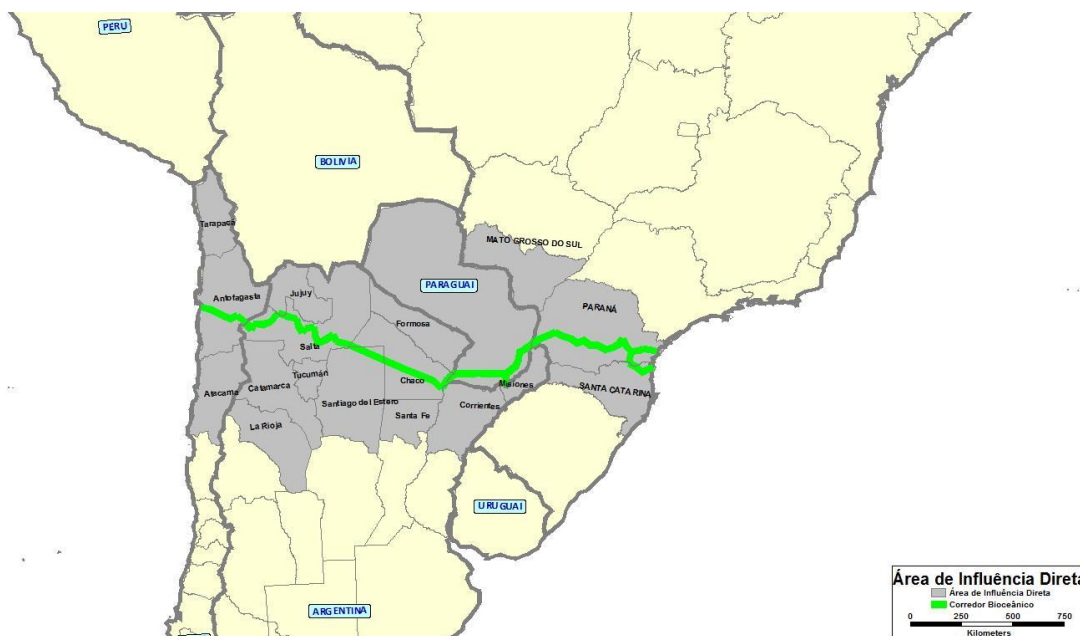 PERU
BOLIVIA
Tarapacá
MATO GROSSO DO SUL
PARAGUAI
Antofagasta
Jujuy
PARANÁ
Formosa
Salta
Tucumán
Chaco
Misiones
Atacama
Catamarca
SANTA CATARINA
Santiago del Estero
Corrientes
Santa Fe
La Rioja
URUGUAI
ARGENTINA
Área de Influência Direta
Área de Influência Direta
Corredor Bioceânico
0 250 500 750
Kilometers